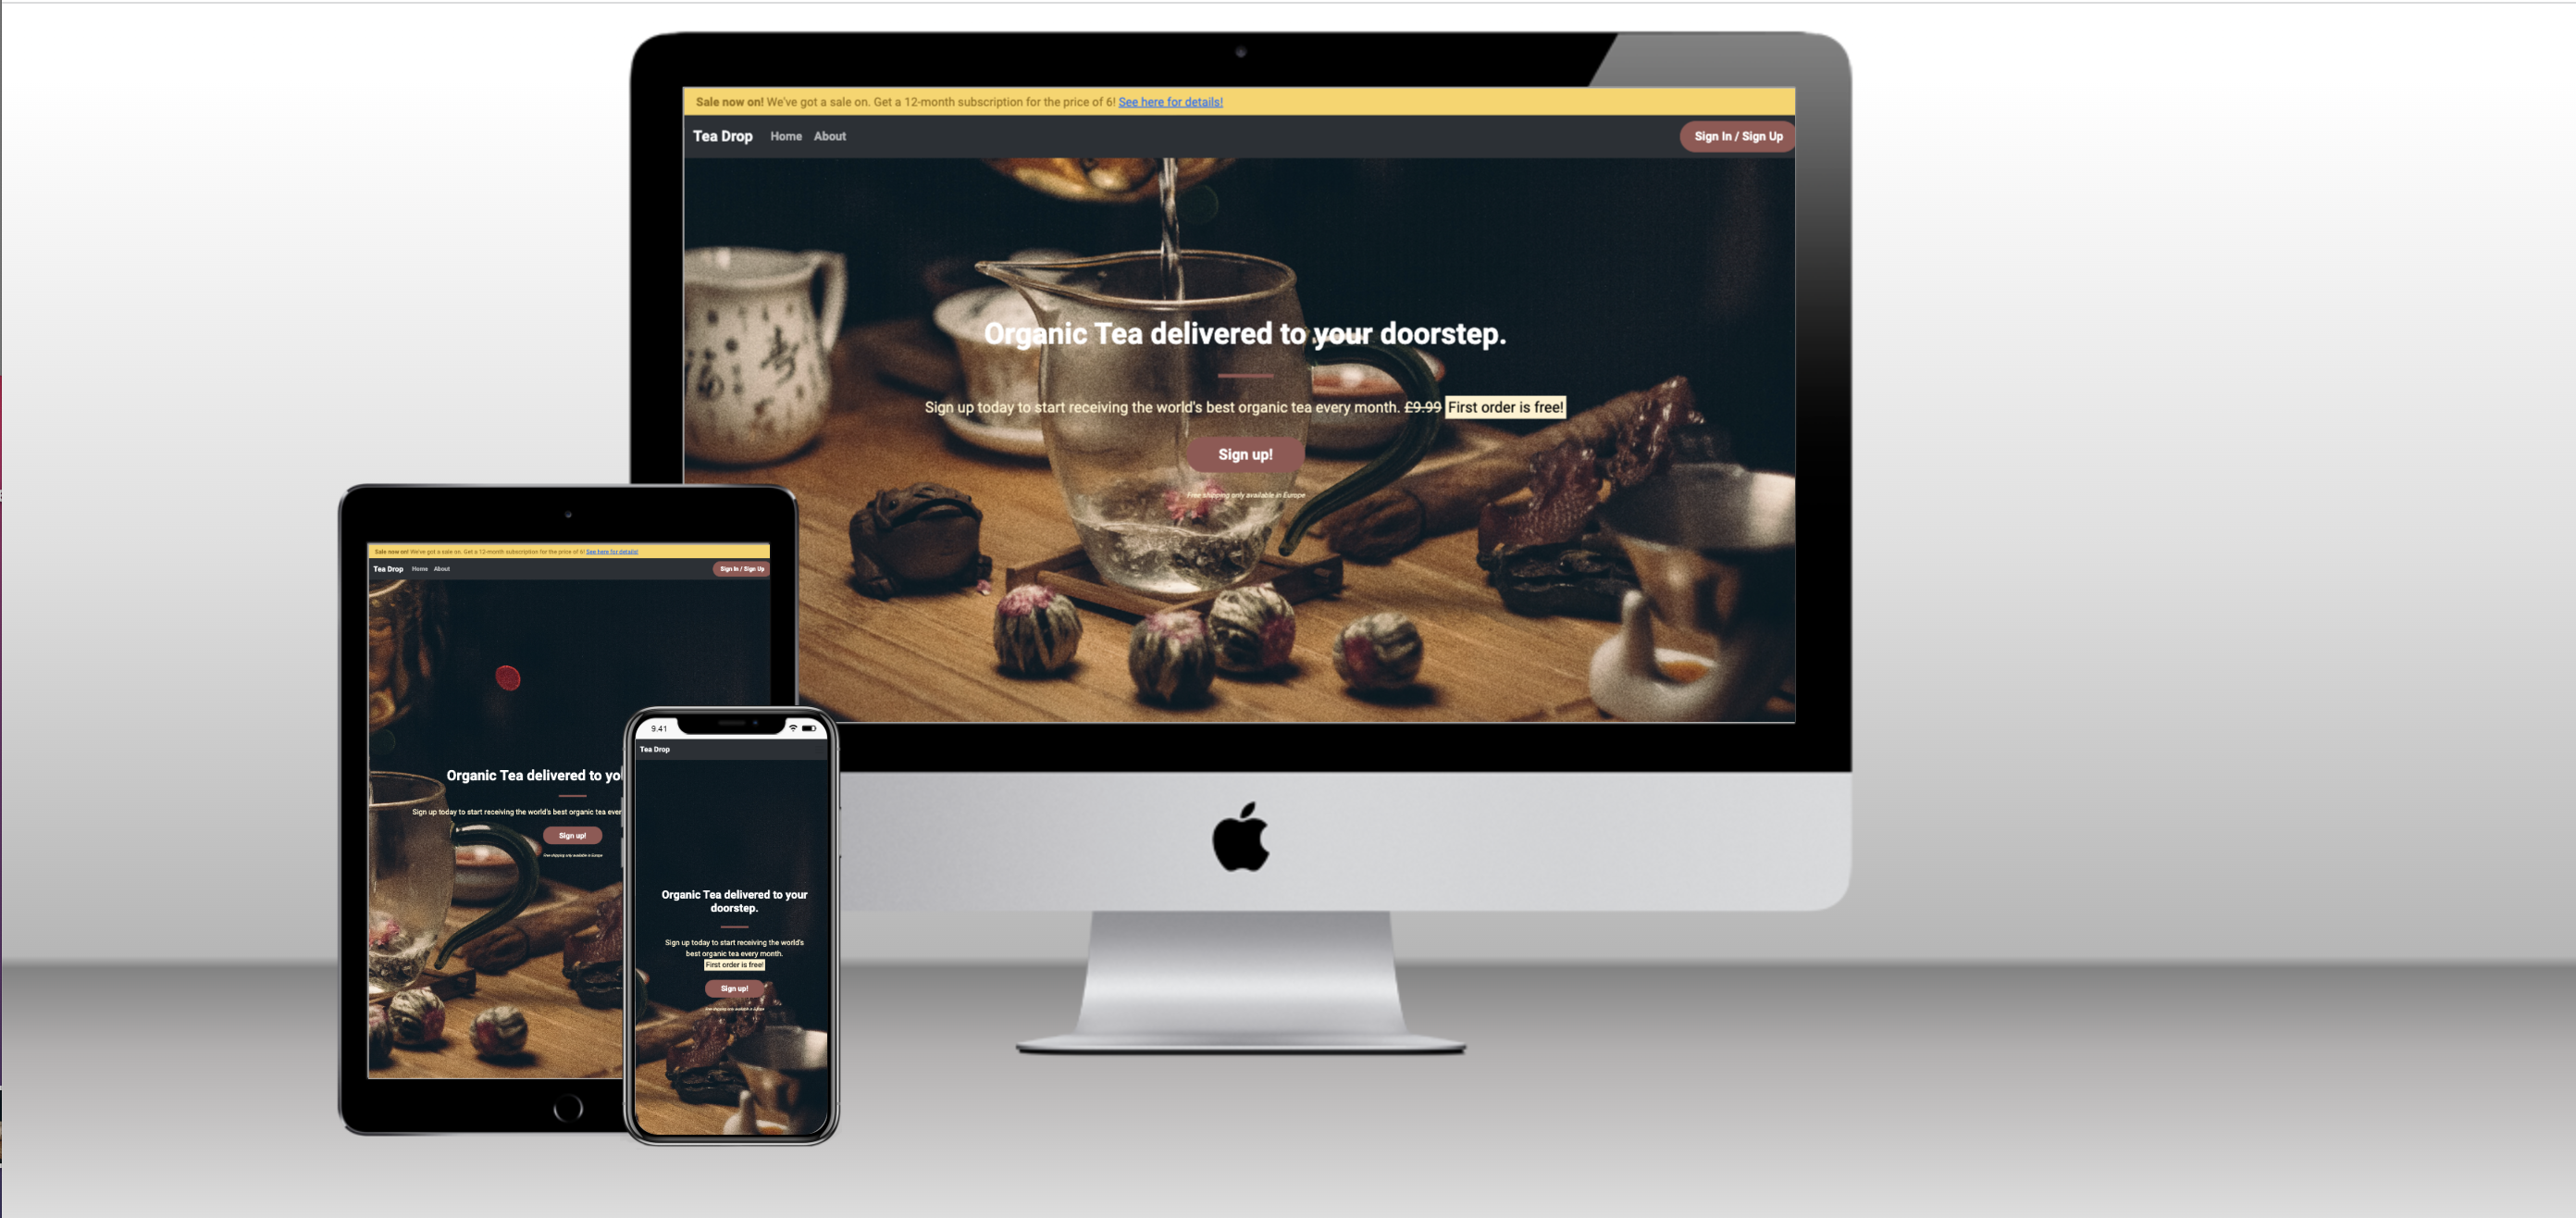 Sale now on! We've got a sale on. Get a 12-month subscription for the price of 6! See here for details!
Tea Drop Home About Sign In / Sign Up
Organic Tea delivered to your doorstep.
Sign up today to start receiving the world's best organic tea every month. £9.99 First order is free!
Sign up!
Free shipping only available in Europe
Sale now on! We've got a sale on. Get a 12-month subscription for the price of 6! See here for details!
Tea Drop Home About Sign In / Sign Up
Organic Tea delivered to yo
Sign up today to start receiving the world's best organic tea ever
Sign up!
Free shipping only available in Europe
9.41
Tea Drop
Organic Tea delivered to your
doorstep.
Sign up today to start receiving the world's
best organic tea every month.
First order is free!
Sign up!
Free shipping only available in Europe